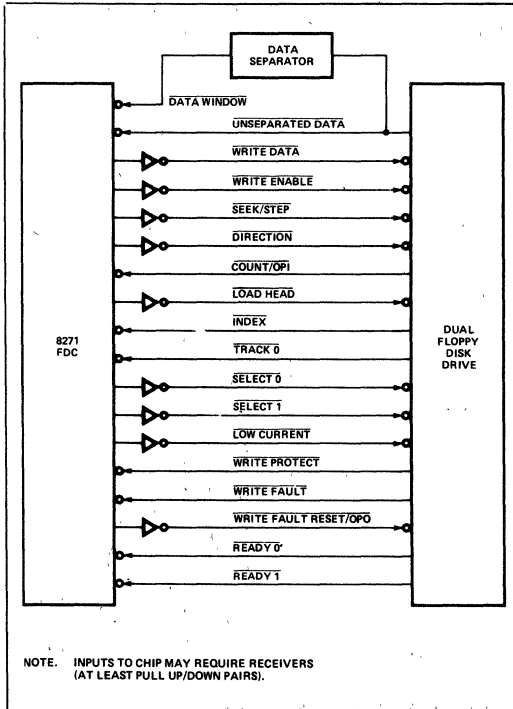 DATA
SEPARATOR
DATA WINDOW
UNSEPARATED DATA
WRITE DATA
WRITE ENABLE
SEEK/STEP
DIRECTION
COUNT/OPI
LOAD HEAD
8271
FDC
INDEX
TRACK 0
DUAL
FLOPPY
DISK
DRIVE
SELECT 0
SELECT 1
LOW CURRENT
WRITE PROTECT
WRITE FAULT
WRITE FAULT RESET/OPO
READY 0
READY 1
NOTE. INPUTS TO CHIP MAY REQUIRE RECEIVERS
(AT LEAST PULL UP/DOWN PAIRS).